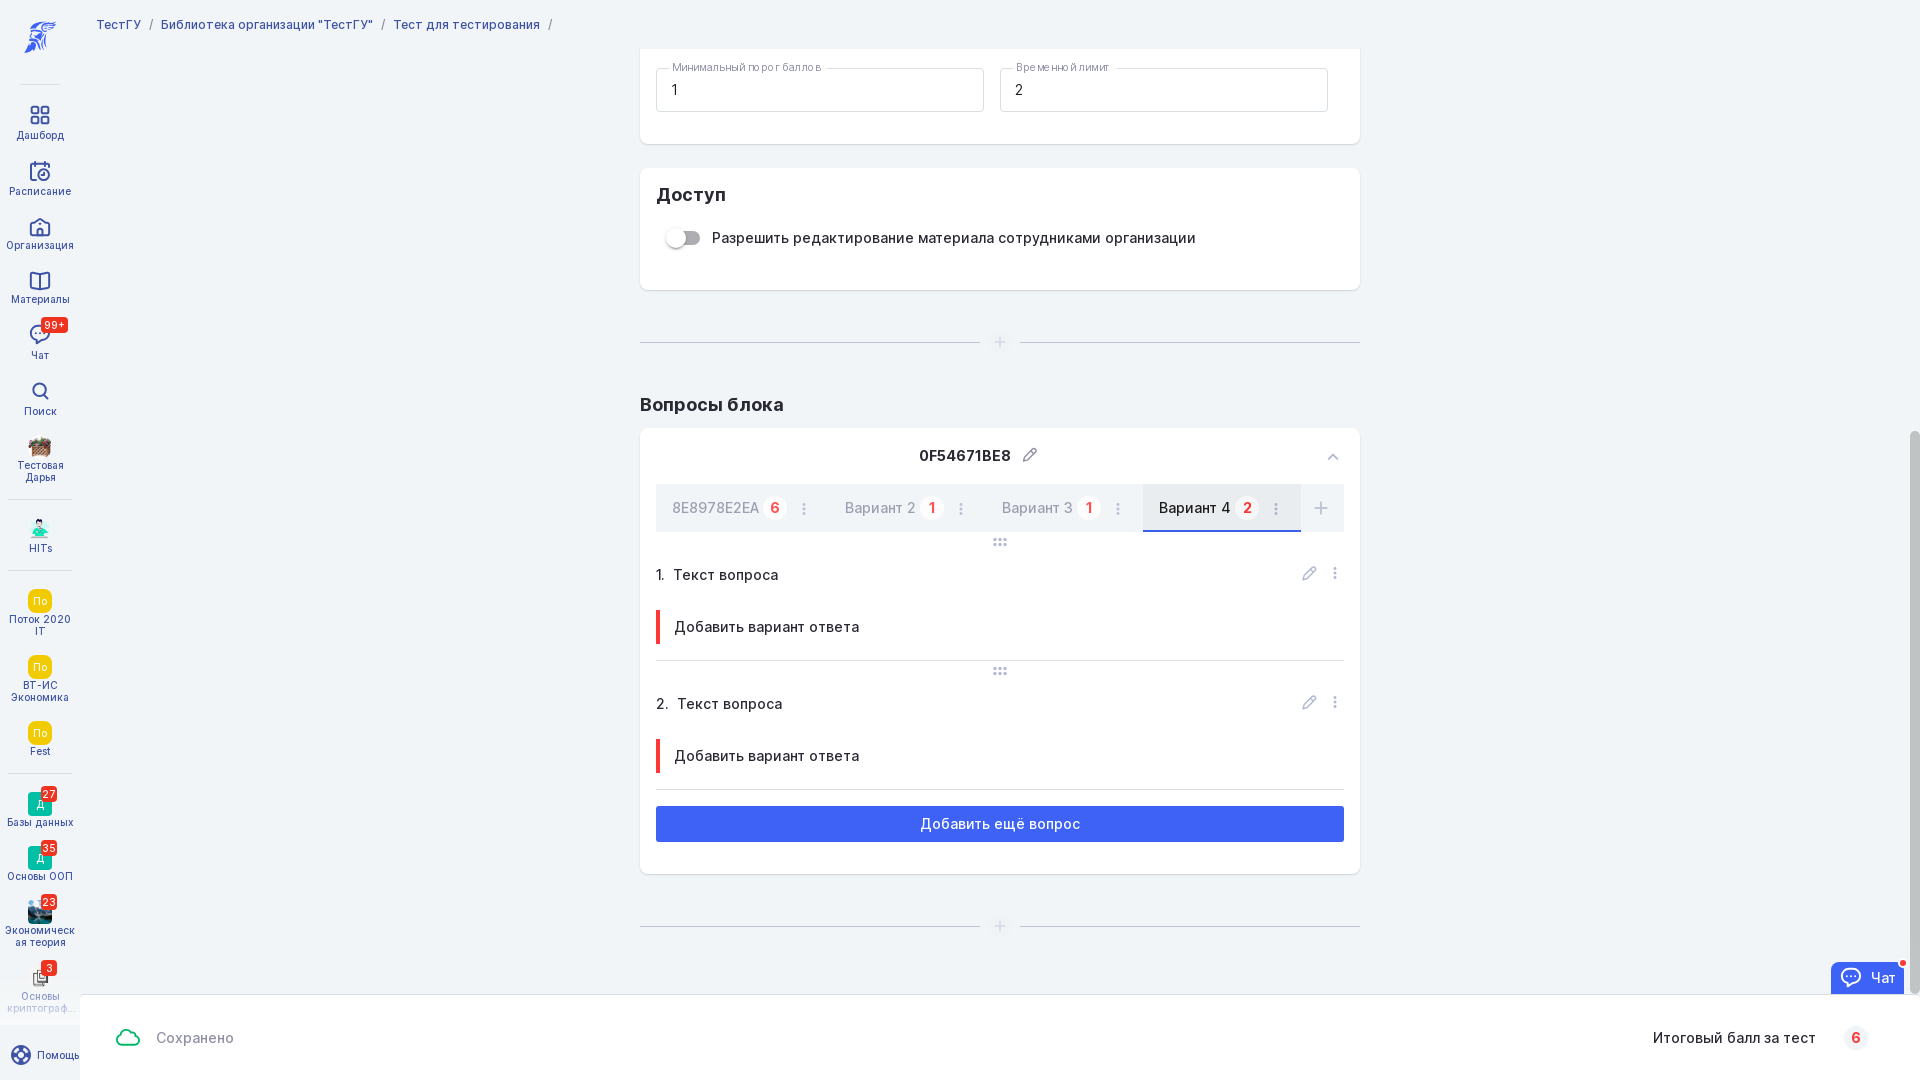 ТестГУ / Библиотека организации "ТестГУ" / Тест для тестирования /
Дашборд
Расписание
Организация
Материалы
99+
Чат
Поиск
Тестовая
Дарья
HITs
По
Поток 2020
IT
По
ВТ-ИС
Экономика
По
Fest
27
Д
Базы данных
35
Д
Основы ООП
23
Экономическ
ая теория
3
Основы
криптограф...
Помощь
Минимальный порог баллов
1
Временной лимит
2
Доступ
Разрешить редактирование материала сотрудниками организации
Вопросы блока
0F54671BE8
8E8978E2EA 6 Вариант 2 1 Вариант 3 1 Вариант 4 2
1. Текст вопроса
Добавить вариант ответа
2. Текст вопроса
Добавить вариант ответа
Добавить ещё вопрос
Чат
Сохранено
Итоговый балл за тест 6